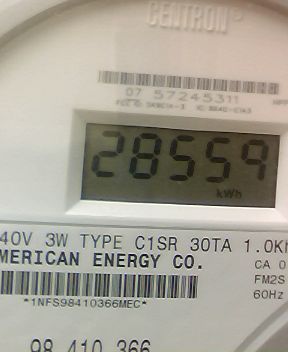 CENTRON®
07 57245311
28559
kWh
40V 3W TYPE C1SR 30TA 1.0Kh
MERICAN ENERGY CO.
CA 0
FM2S
60Hz
*1NFS98410366MEC*
98 410 366